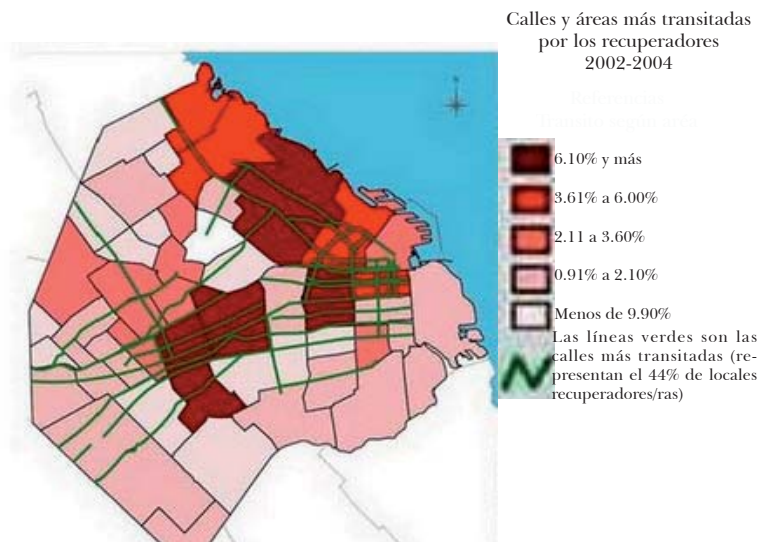 Calles y áreas más transitadas
por los recuperadores
2002-2004
6.10% y más
3.61% a 6.00%
2.11 a 3.60%
0.91% a 2.10%
Menos de 9.90%
Las líneas verdes son las
calles más transitadas (re-
presentan el 44% de locales
recuperadores/ras)